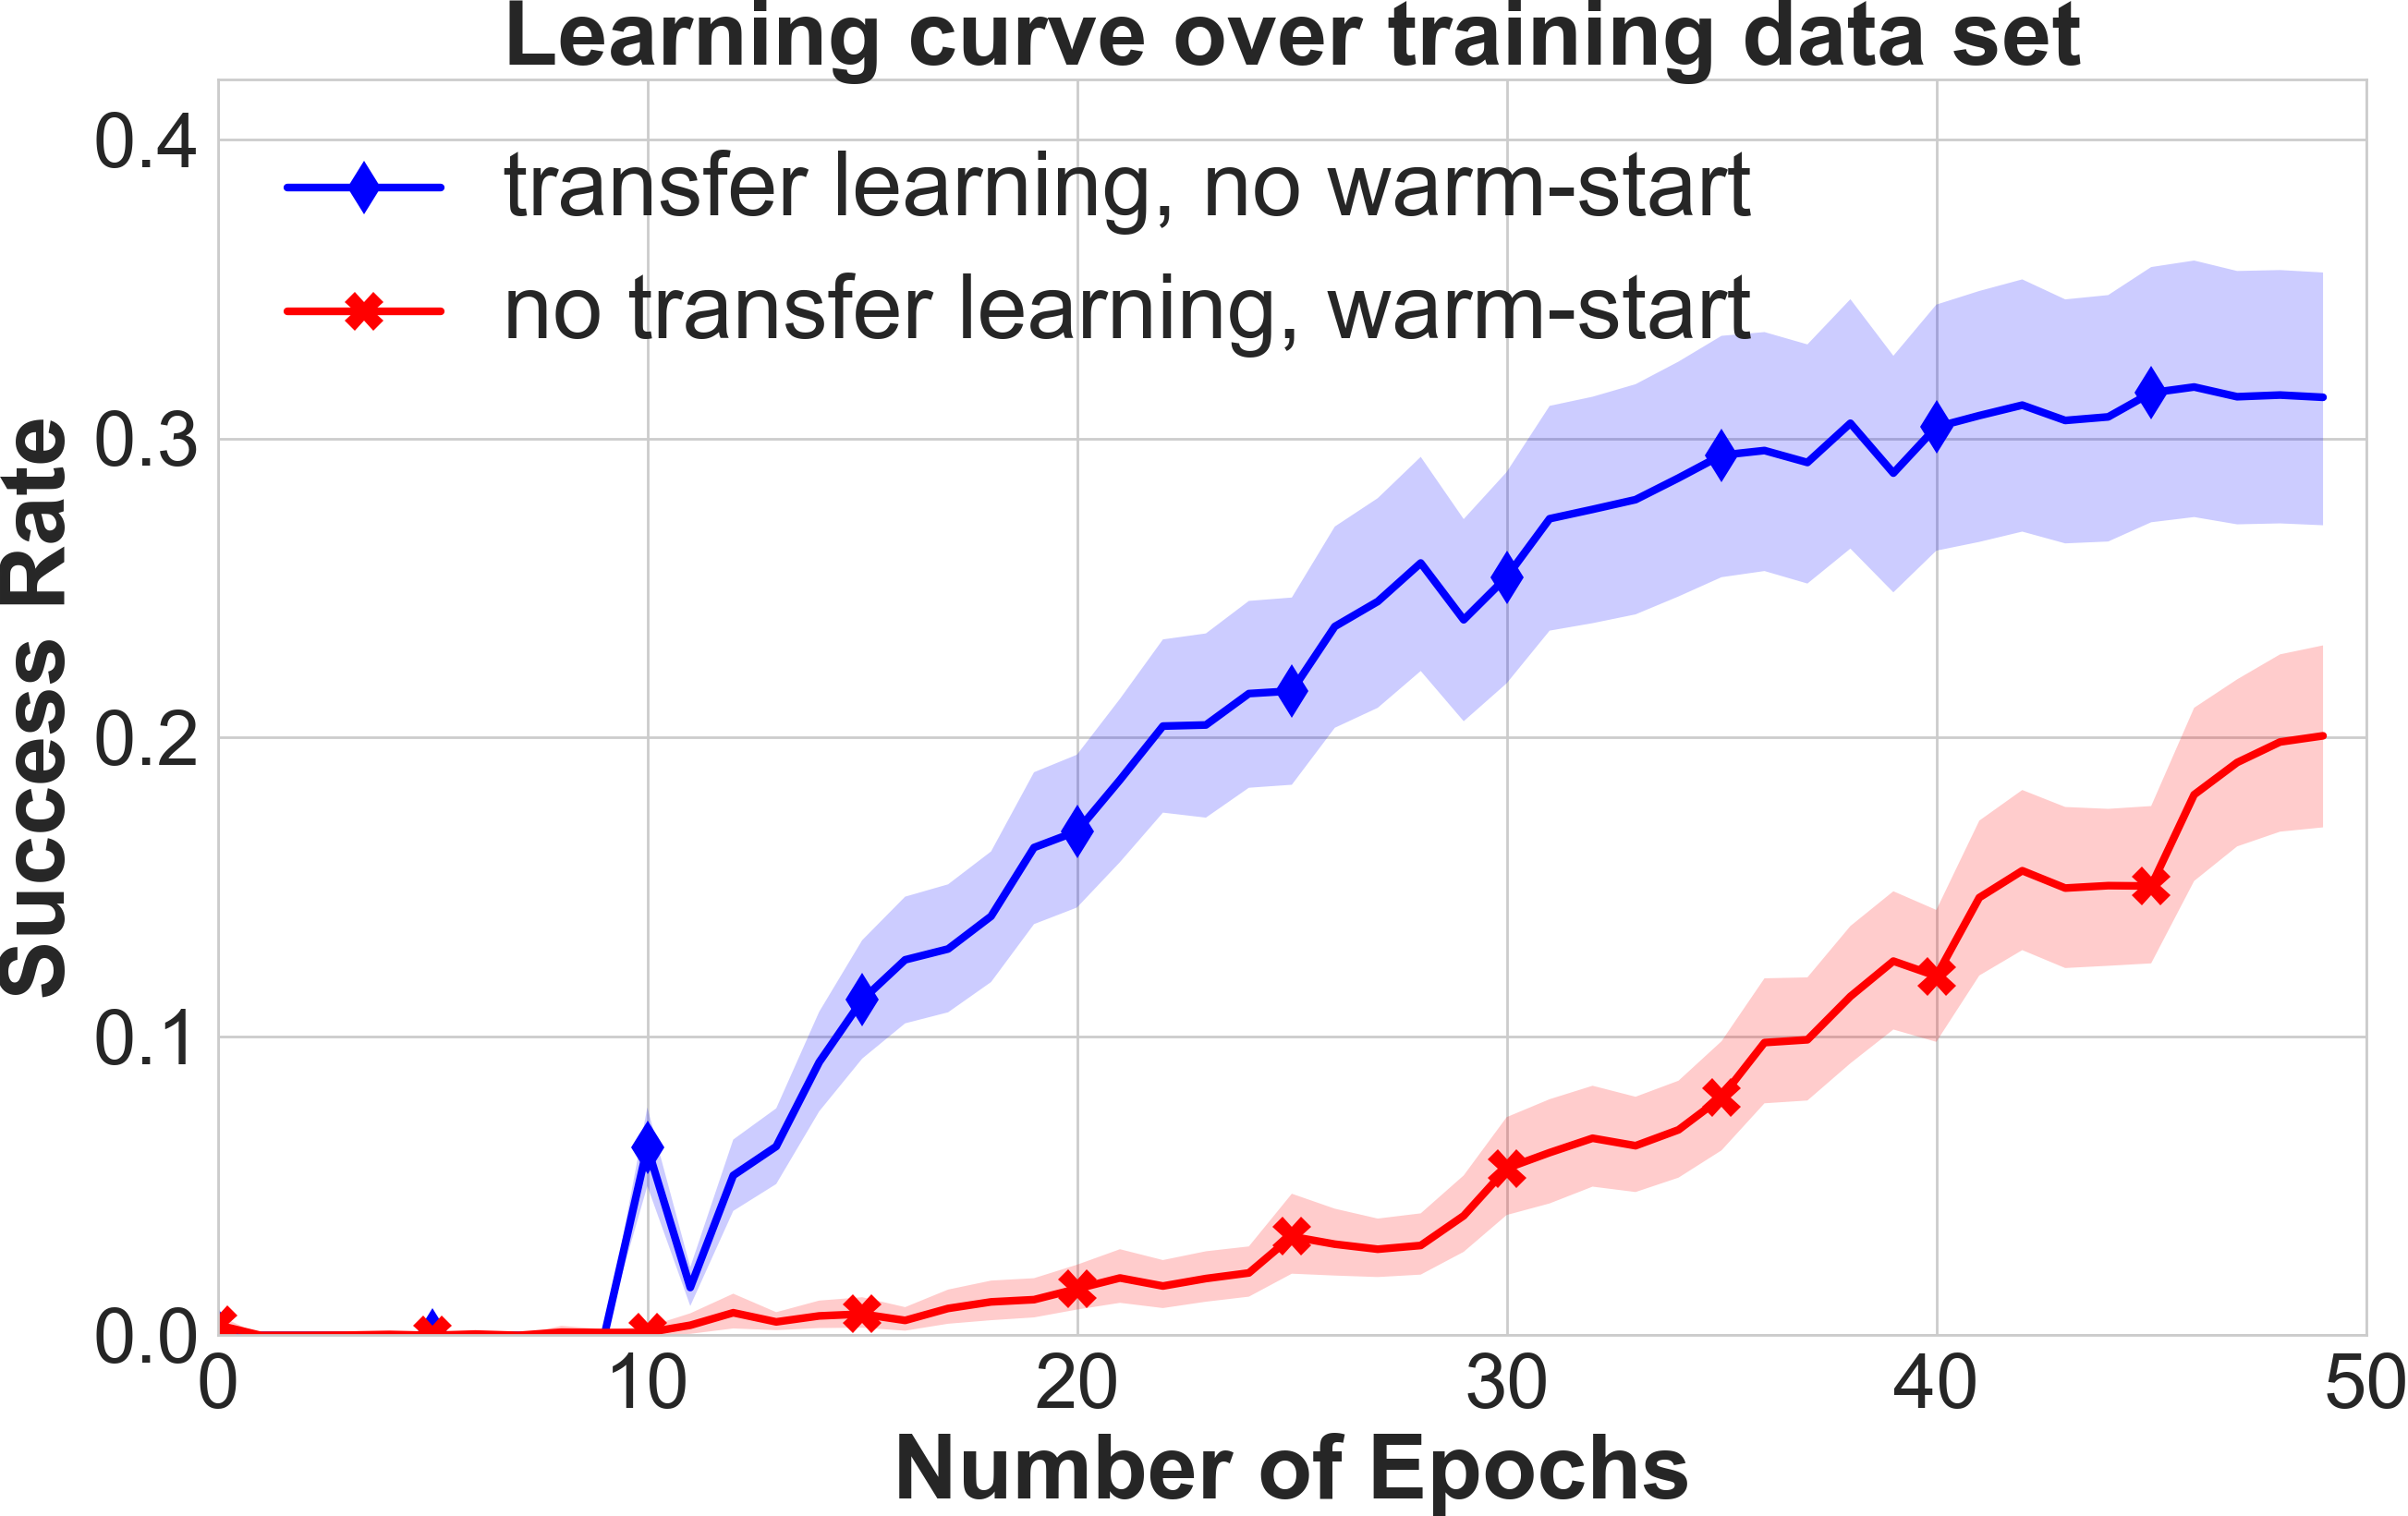 Learning curve over training data set
0.4
transfer learning, no warm-start
no transfer learning, warm-start
0.3
Success Rate
0.2
0.1
0.0
0 10 20 30 40 50
Number of Epochs